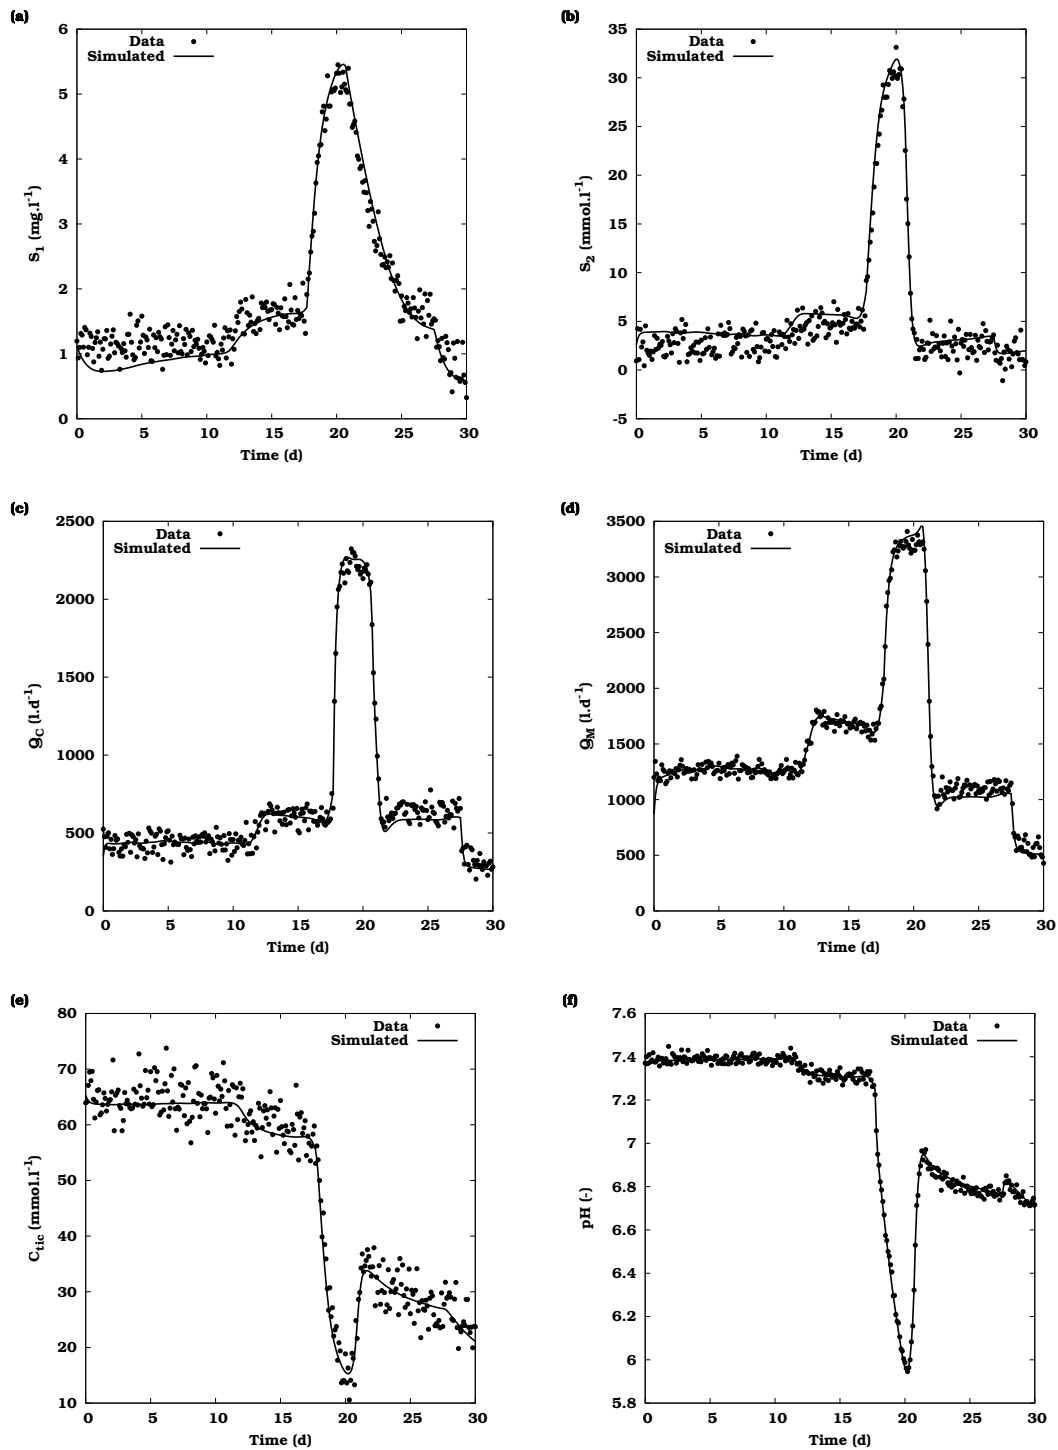 (a)
S1 (mg.l-1)
6
5
4
3
2
1
0
Data
Simulated
0 5 10 15 20 25 30
Time (d)
(b)
S2 (mmol.l-1)
35
30
25
20
15
10
5
0
-5
Data
Simulated
0 5 10 15 20 25 30
Time (d)
(c)
gC (l.d-1)
2500
2000
1500
1000
500
0
Data
Simulated
0 5 10 15 20 25 30
Time (d)
(d)
gM (l.d-1)
3500
3000
2500
2000
1500
1000
500
0
Data
Simulated
0 5 10 15 20 25 30
Time (d)
(e)
Ctic (mmol.l-1)
80
70
60
50
40
30
20
10
Data
Simulated
0 5 10 15 20 25 30
Time (d)
(f)
pH (-)
7.6
7.4
7.2
7
6.8
6.6
6.4
6.2
6
5.8
Data
Simulated
0 5 10 15 20 25 30
Time (d)